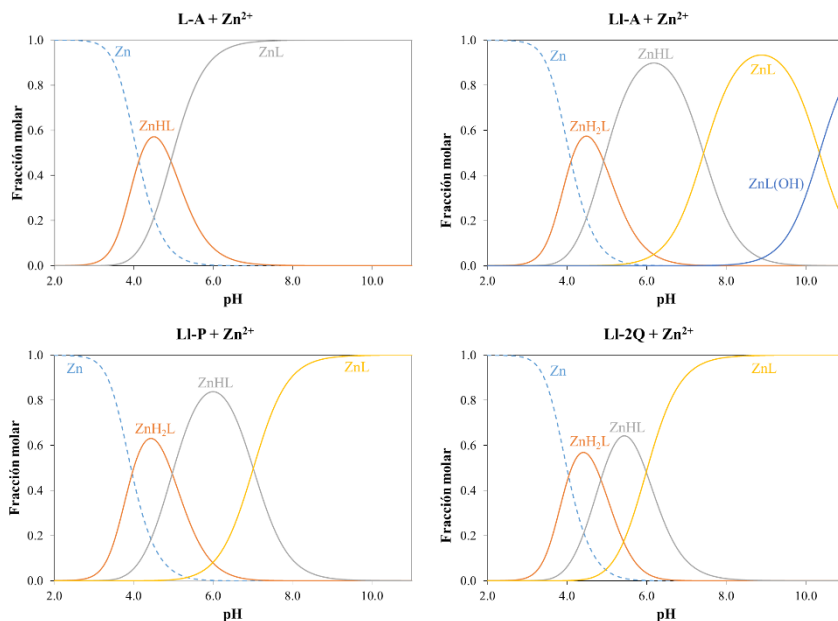 L-A + Zn²⁺
Fracción molar
1.0
0.8
0.6
0.4
0.2
0.0
Zn
ZnHL
ZnL
2.0 4.0 6.0 8.0 10.0
pH
Ll-A + Zn²⁺
Fracción molar
1.0
0.8
0.6
0.4
0.2
0.0
Zn
ZnH₂L
ZnHL
ZnL
ZnL(OH)
2.0 4.0 6.0 8.0 10.0
pH
Ll-P + Zn²⁺
Fracción molar
1.0
0.8
0.6
0.4
0.2
0.0
Zn
ZnH₂L
ZnHL
ZnL
2.0 4.0 6.0 8.0 10.0
pH
Ll-2Q + Zn²⁺
Fracción molar
1.0
0.8
0.6
0.4
0.2
0.0
Zn
ZnH₂L
ZnHL
ZnL
2.0 4.0 6.0 8.0 10.0
pH